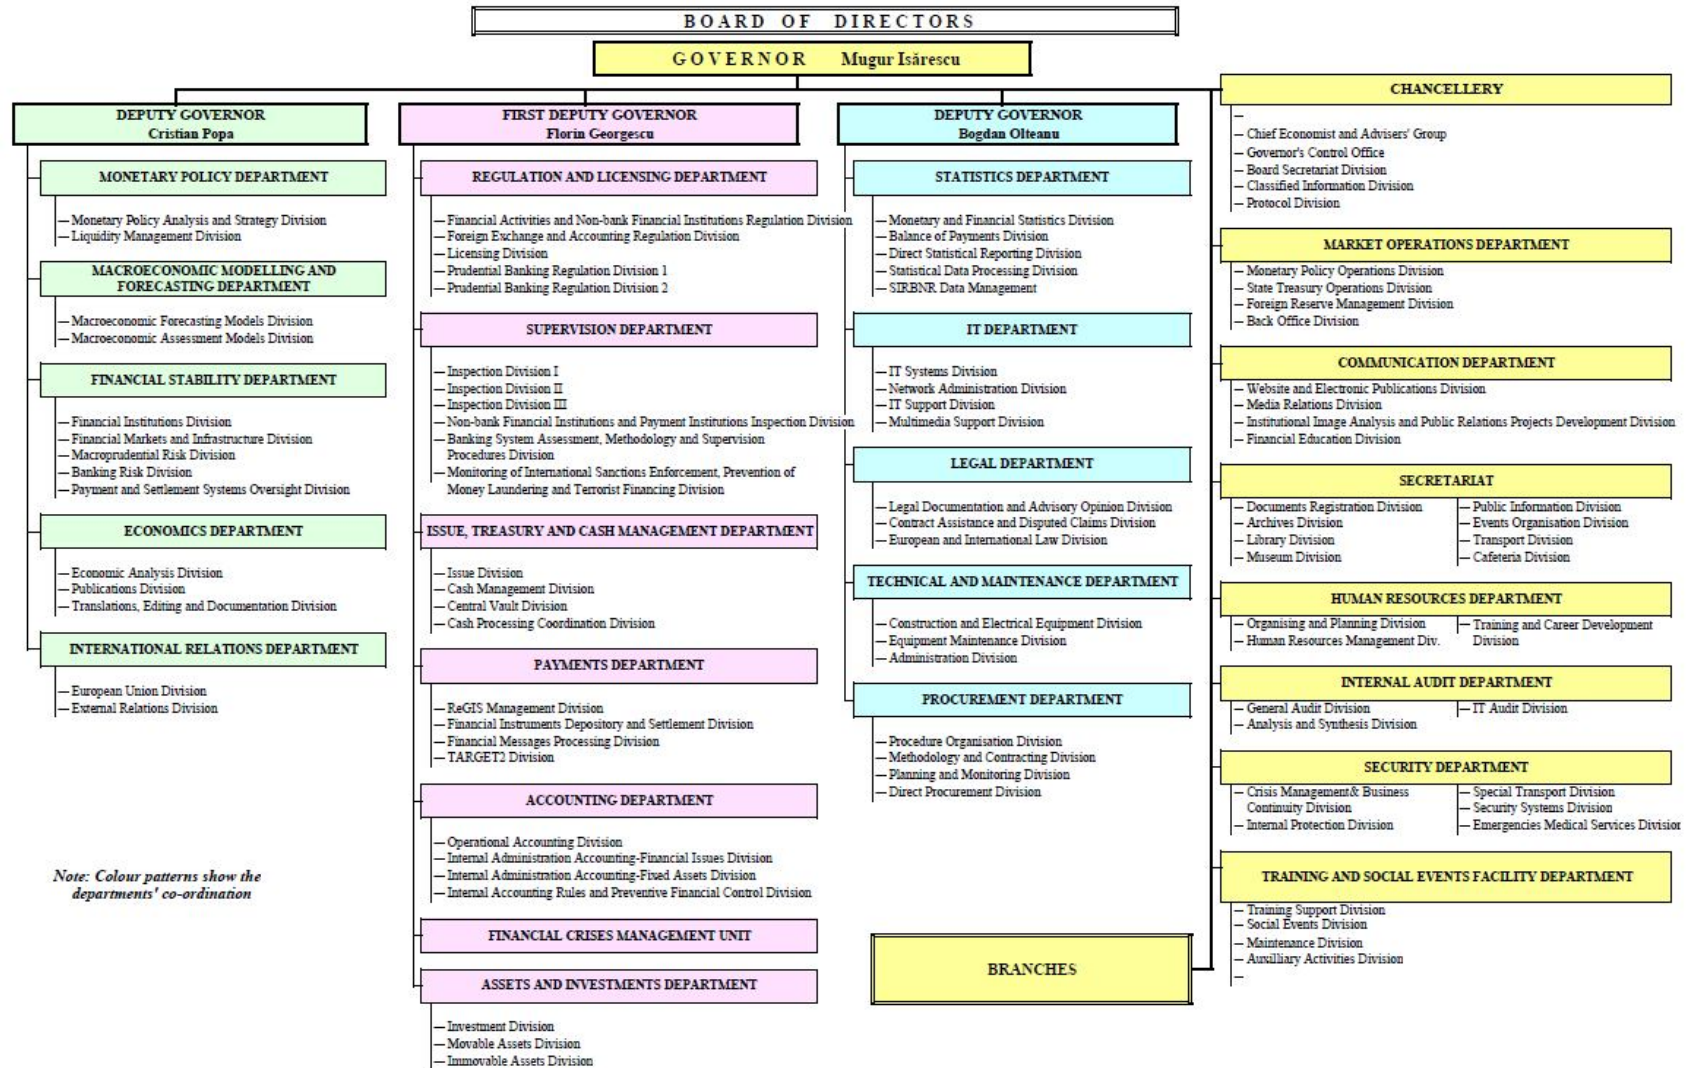 BOARD OF DIRECTORS
GOVERNOR Mugur Isărescu
DEPUTY GOVERNOR
Cristian Popa
MONETARY POLICY DEPARTMENT
— Monetary Policy Analysis and Strategy Division
— Liquidity Management Division
MACROECONOMIC MODELLING AND
FORECASTING DEPARTMENT
— Macroeconomic Forecasting Models Division
— Macroeconomic Assessment Models Division
FINANCIAL STABILITY DEPARTMENT
— Financial Institutions Division
— Financial Markets and Infrastructure Division
— Macroprudential Risk Division
— Banking Risk Division
— Payment and Settlement Systems Oversight Division
ECONOMICS DEPARTMENT
— Economic Analysis Division
— Publications Division
— Translations, Editing and Documentation Division
INTERNATIONAL RELATIONS DEPARTMENT
— European Union Division
— External Relations Division
Note: Colour patterns show the
departments' co-ordination
FIRST DEPUTY GOVERNOR
Florin Georgescu
REGULATION AND LICENSING DEPARTMENT
— Financial Activities and Non-bank Financial Institutions Regulation Division
— Foreign Exchange and Accounting Regulation Division
— Licensing Division
— Prudential Banking Regulation Division 1
— Prudential Banking Regulation Division 2
SUPERVISION DEPARTMENT
— Inspection Division I
— Inspection Division II
— Inspection Division III
— Non-bank Financial Institutions and Payment Institutions Inspection Division
— Banking System Assessment, Methodology and Supervision
Procedures Division
— Monitoring of International Sanctions Enforcement, Prevention of
Money Laundering and Terrorist Financing Division
ISSUE, TREASURY AND CASH MANAGEMENT DEPARTMENT
— Issue Division
— Cash Management Division
— Central Vault Division
— Cash Processing Coordination Division
PAYMENTS DEPARTMENT
— ReGIS Management Division
— Financial Instruments Depository and Settlement Division
— Financial Messages Processing Division
— TARGET2 Division
ACCOUNTING DEPARTMENT
— Operational Accounting Division
— Internal Administration Accounting-Financial Issues Division
— Internal Administration Accounting-Fixed Assets Division
— Internal Accounting Rules and Preventive Financial Control Division
FINANCIAL CRISES MANAGEMENT UNIT
ASSETS AND INVESTMENTS DEPARTMENT
— Investment Division
— Movable Assets Division
— Immovable Assets Division
DEPUTY GOVERNOR
Bogdan Olteanu
STATISTICS DEPARTMENT
— Monetary and Financial Statistics Division
— Balance of Payments Division
— Direct Statistical Reporting Division
— Statistical Data Processing Division
— SIRBNR Data Management
IT DEPARTMENT
— IT Systems Division
— Network Administration Division
— IT Support Division
— Multimedia Support Division
LEGAL DEPARTMENT
— Legal Documentation and Advisory Opinion Division
— Contract Assistance and Disputed Claims Division
— European and International Law Division
TECHNICAL AND MAINTENANCE DEPARTMENT
— Construction and Electrical Equipment Division
— Equipment Maintenance Division
— Administration Division
PROCUREMENT DEPARTMENT
— Procedure Organisation Division
— Methodology and Contracting Division
— Planning and Monitoring Division
— Direct Procurement Division
BRANCHES
CHANCELLERY
—
— Chief Economist and Advisers' Group
— Governor's Control Office
— Board Secretariat Division
— Classified Information Division
— Protocol Division
MARKET OPERATIONS DEPARTMENT
— Monetary Policy Operations Division
— State Treasury Operations Division
— Foreign Reserve Management Division
— Back Office Division
COMMUNICATION DEPARTMENT
— Website and Electronic Publications Division
— Media Relations Division
— Institutional Image Analysis and Public Relations Projects Development Division
— Financial Education Division
SECRETARIAT
— Documents Registration Division
— Archives Division
— Library Division
— Museum Division
— Public Information Division
— Events Organisation Division
— Transport Division
— Cafeteria Division
HUMAN RESOURCES DEPARTMENT
— Organising and Planning Division
— Human Resources Management Div.
— Training and Career Development
Division
INTERNAL AUDIT DEPARTMENT
— General Audit Division
— Analysis and Synthesis Division
— IT Audit Division
SECURITY DEPARTMENT
— Crisis Management& Business
Continuity Division
— Internal Protection Division
— Special Transport Division
— Security Systems Division
— Emergencies Medical Services Division
TRAINING AND SOCIAL EVENTS FACILITY DEPARTMENT
— Training Support Division
— Social Events Division
— Maintenance Division
— Auxilliary Activities Division
—